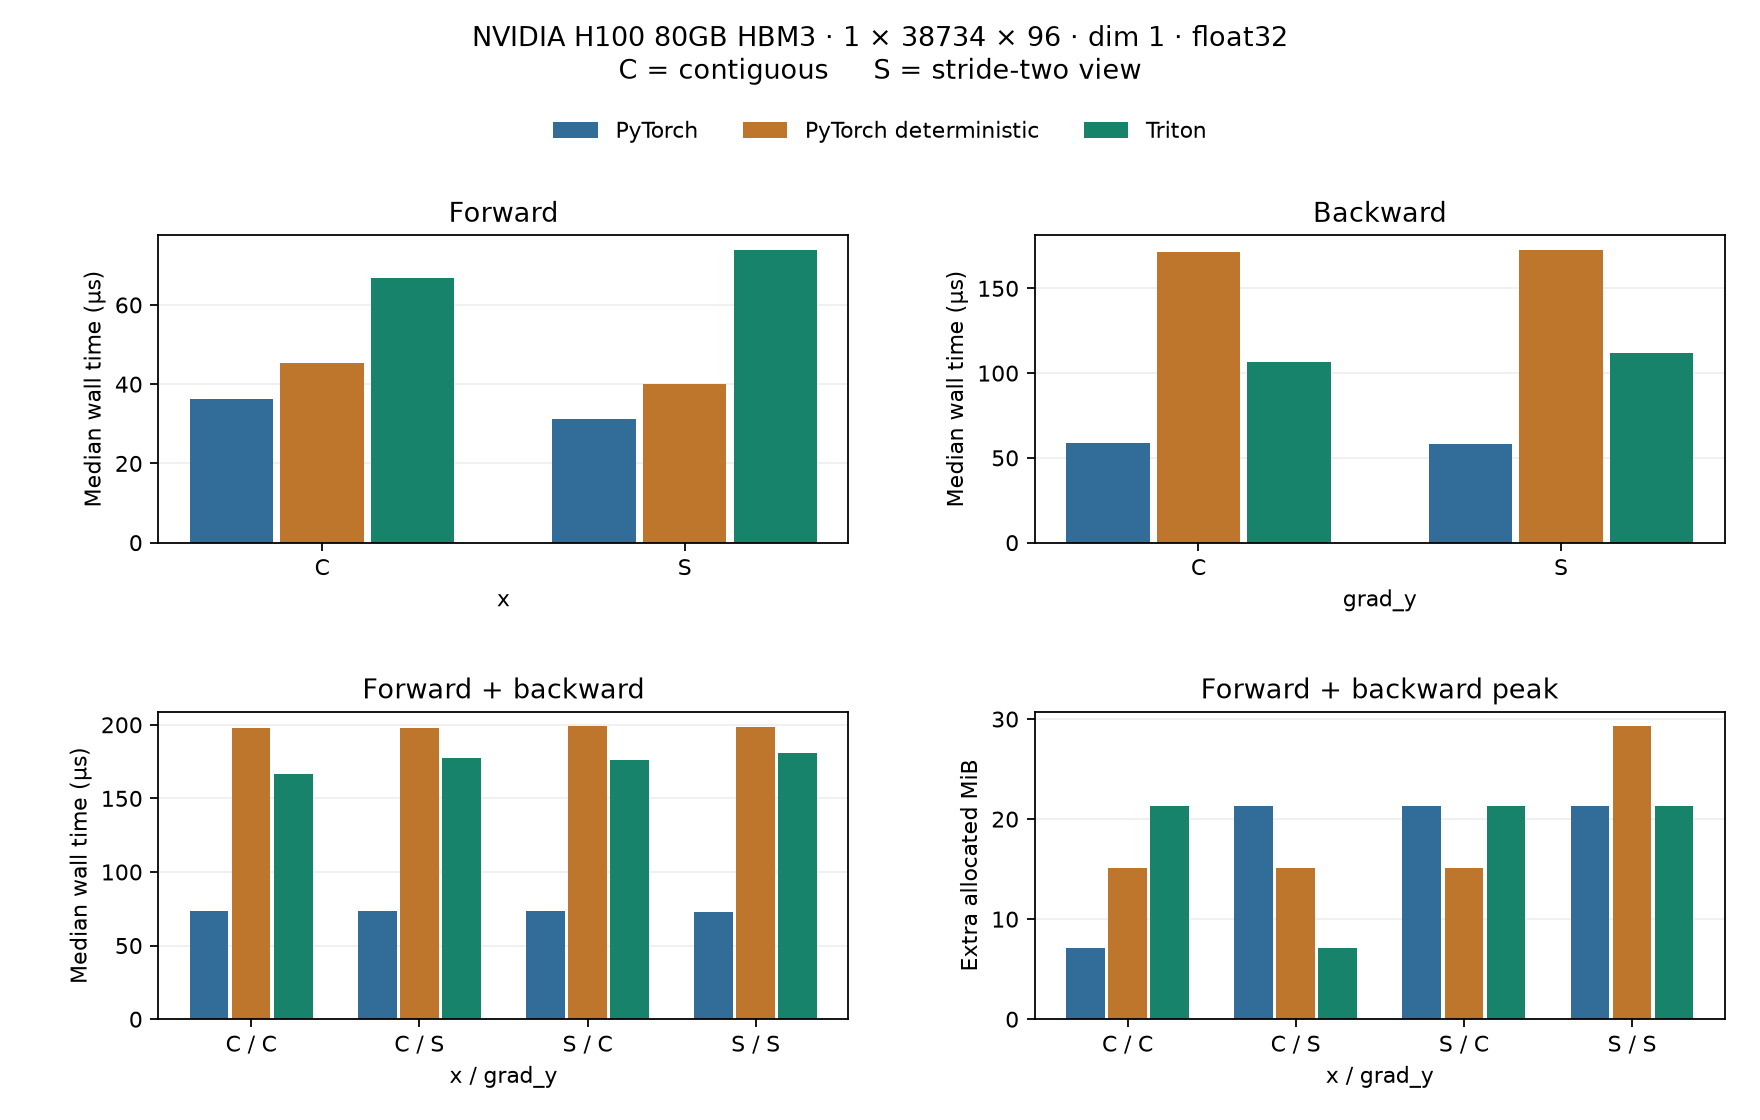 NVIDIA H100 80GB HBM3 · 1 × 38734 × 96 · dim 1 · float32
C = contiguous S = stride-two view
PyTorch PyTorch deterministic Triton
Forward
Median wall time (µs)
60
40
20
0
C S
x
Backward
Median wall time (µs)
150
100
50
0
C S
grad_y
Forward + backward
Median wall time (µs)
200
150
100
50
0
C / C C / S S / C S / S
x / grad_y
Forward + backward peak
Extra allocated MiB
30
20
10
0
C / C C / S S / C S / S
x / grad_y